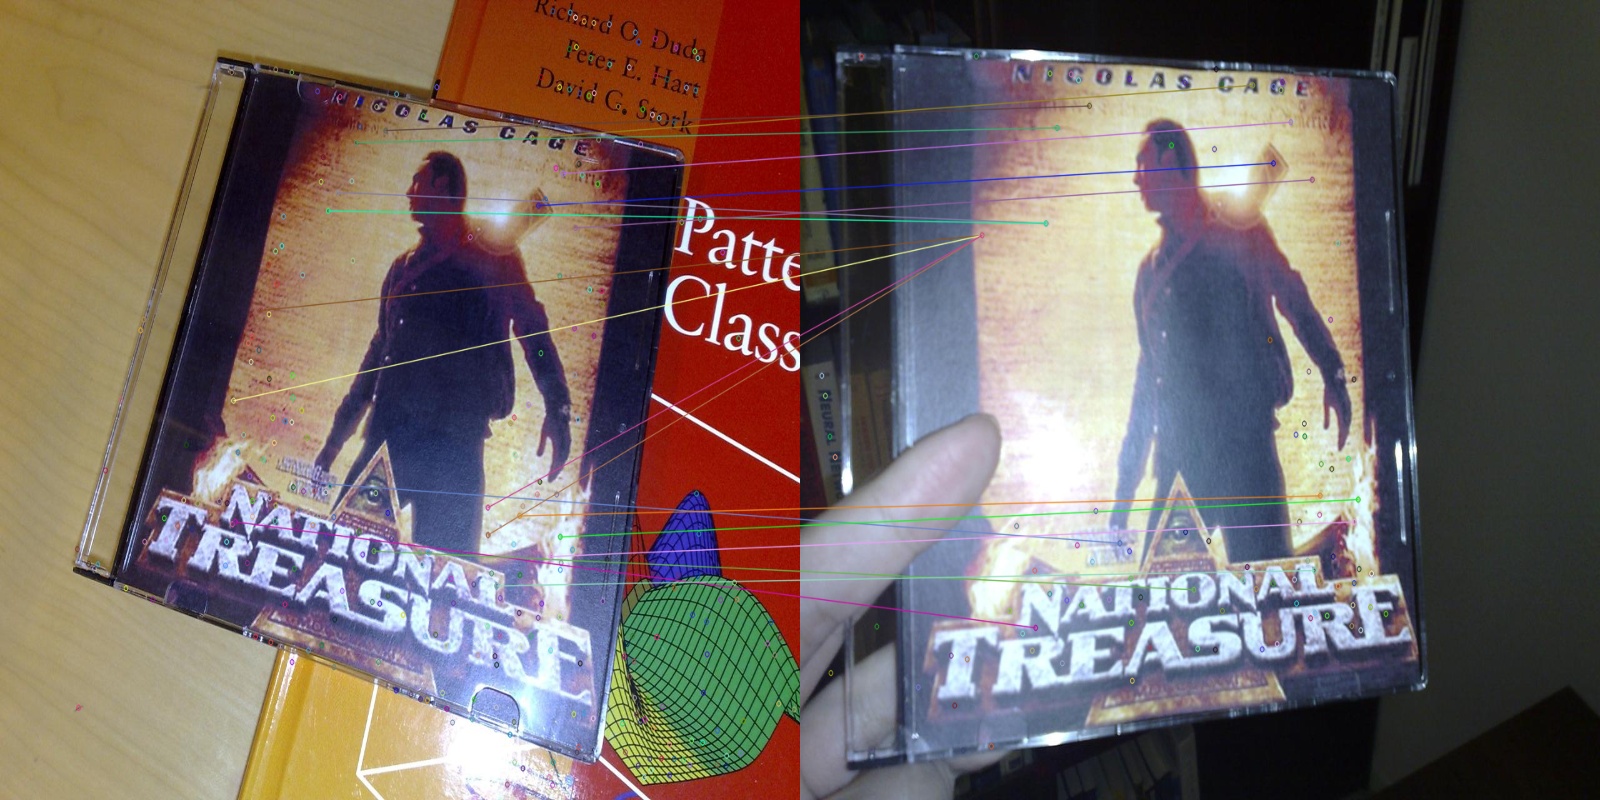 Richard O. Duda
Peter E. Hart
David G. Stork
NICOLAS CAGE
Patte
Class
NATIONAL
TREASURE
NICOLAS CAGE
NATIONAL
TREASURE